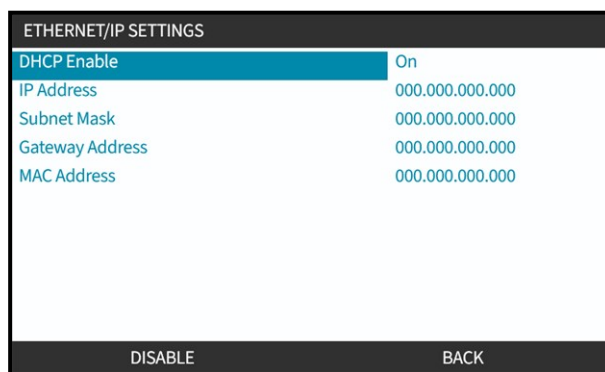 ETHERNET/IP SETTINGS
DHCP Enable On
IP Address 000.000.000.000
Subnet Mask 000.000.000.000
Gateway Address 000.000.000.000
MAC Address 000.000.000.000
DISABLE BACK